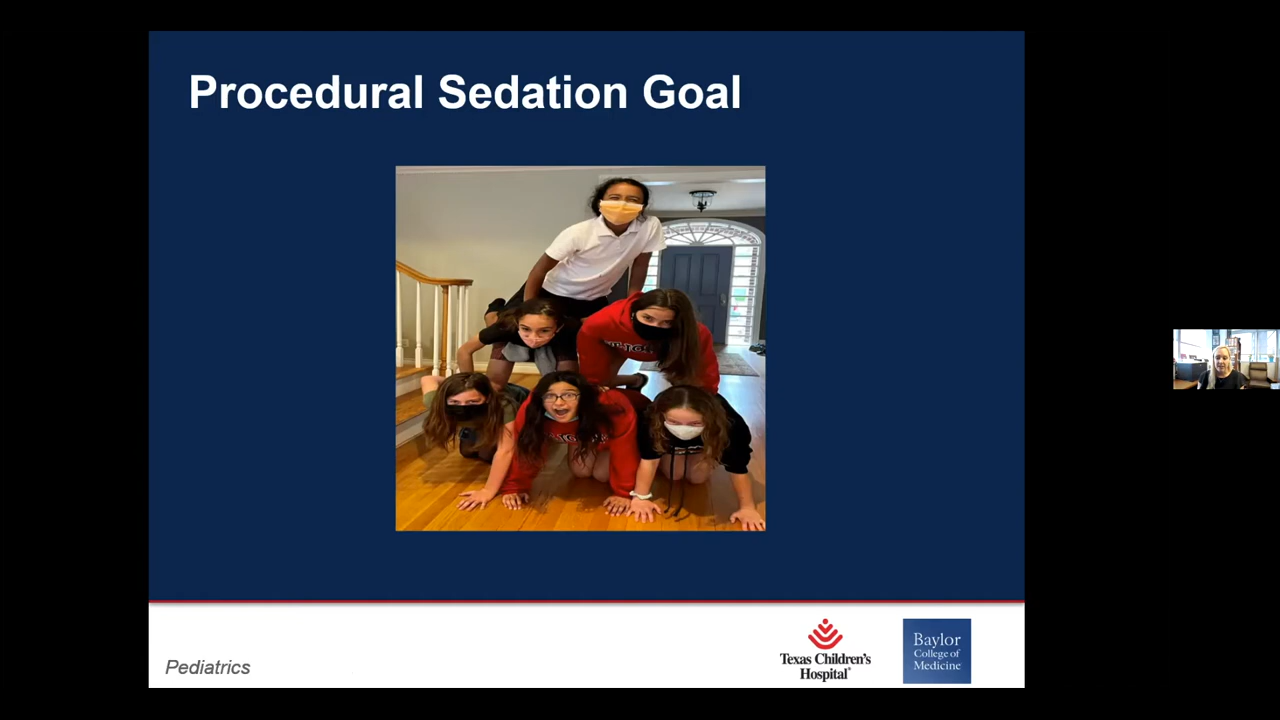 Procedural Sedation Goal
Pediatrics
Texas Children's
Hospital
Baylor
College of
Medicine